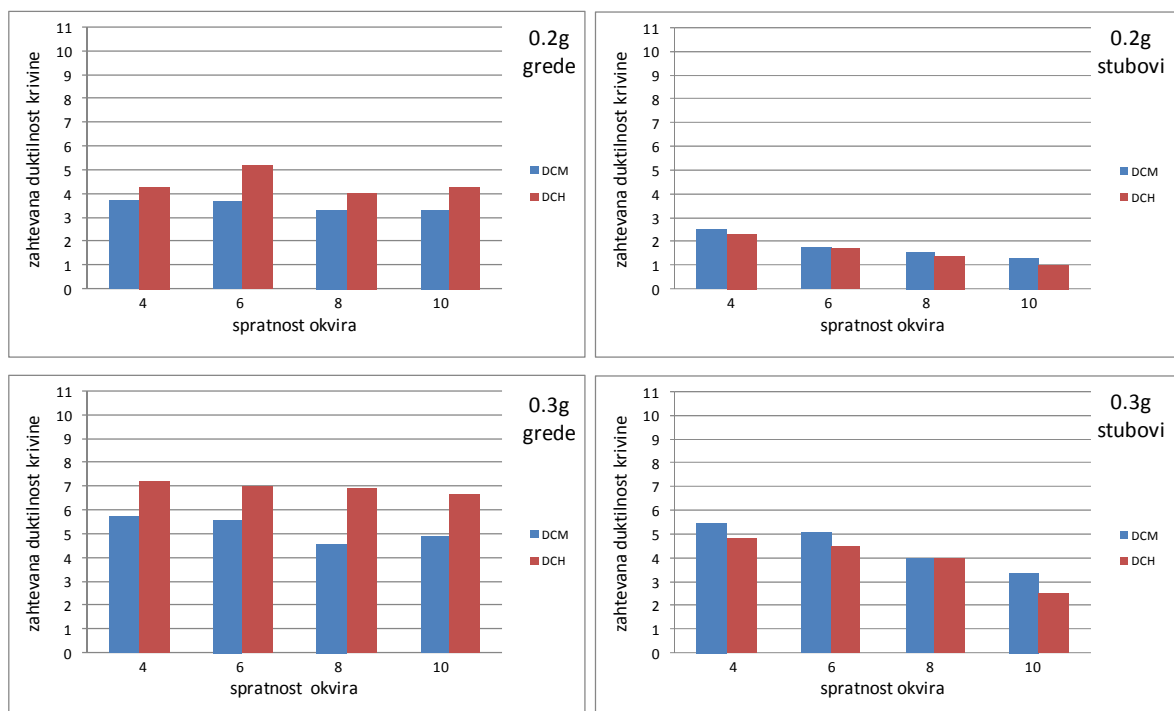 0.2g
grede
zahtevana duktilnost krivine
11
10
9
8
7
6
5
4
3
2
1
0
4 6 8 10
spratnost okvira
DCM
DCH
0.2g
stubovi
zahtevana duktilnost krivine
11
10
9
8
7
6
5
4
3
2
1
0
4 6 8 10
spratnost okvira
DCM
DCH
0.3g
grede
zahtevana duktilnost krivine
11
10
9
8
7
6
5
4
3
2
1
0
4 6 8 10
spratnost okvira
DCM
DCH
0.3g
stubovi
zahtevana duktilnost krivine
11
10
9
8
7
6
5
4
3
2
1
0
4 6 8 10
spratnost okvira
DCM
DCH